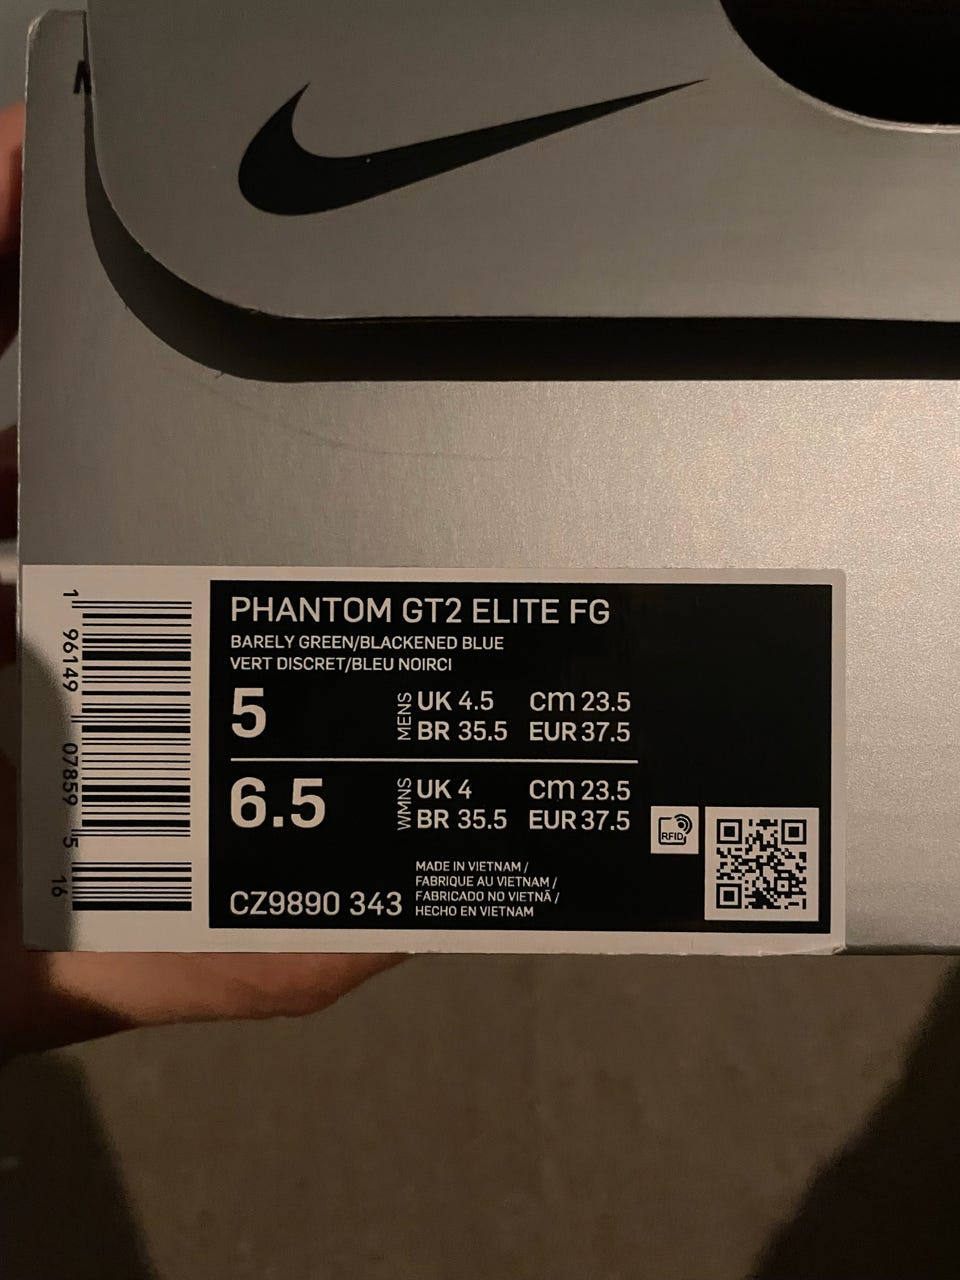 PHANTOM GT2 ELITE FG
BARELY GREEN/BLACKENED BLUE
VERT DISCRET/BLEU NOIRCI
5 MENS UK 4.5 cm 23.5
BR 35.5 EUR 37.5
6.5 WMNS UK 4 cm 23.5
BR 35.5 EUR 37.5
RFID
MADE IN VIETNAM /
FABRIQUE AU VIETNAM /
FABRICADO NO VIETNÃ /
HECHO EN VIETNAM
CZ9890 343
1 96149 07859 5 16